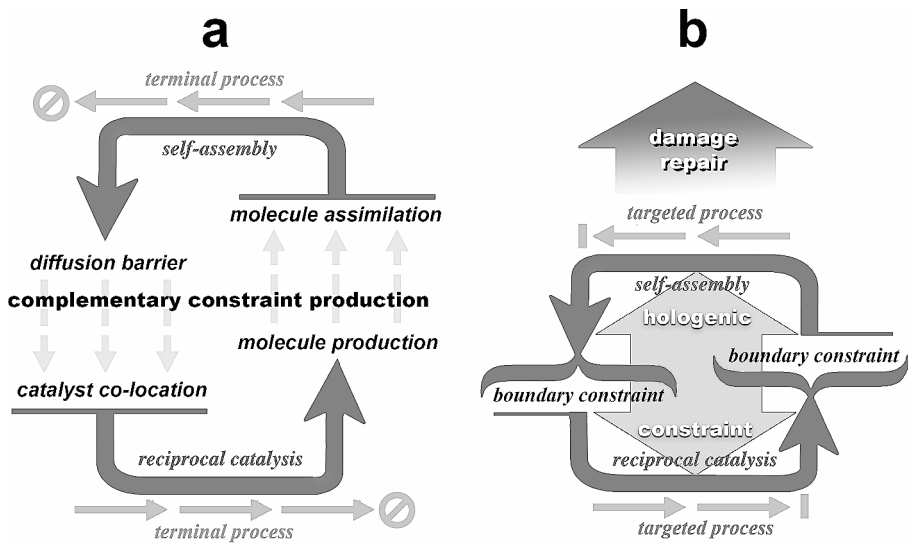 a
terminal process
self-assembly
molecule assimilation
diffusion barrier
complementary constraint production
molecule production
catalyst co-location
reciprocal catalysis
terminal process
b
damage
repair
targeted process
self-assembly
hologenic
boundary constraint
boundary constraint
constraint
reciprocal catalysis
targeted process